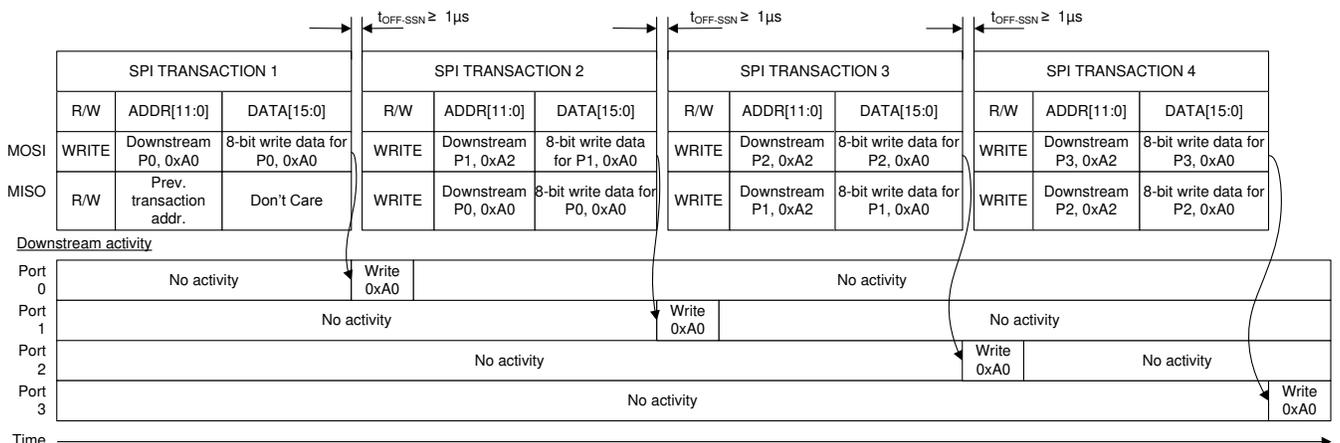 tOFF-SSN ≥ 1µs tOFF-SSN ≥ 1µs tOFF-SSN ≥ 1µs
SPI TRANSACTION 1 SPI TRANSACTION 2 SPI TRANSACTION 3 SPI TRANSACTION 4
R/W ADDR[11:0] DATA[15:0] R/W ADDR[11:0] DATA[15:0] R/W ADDR[11:0] DATA[15:0] R/W ADDR[11:0] DATA[15:0]
MOSI
WRITE
Downstream
P0, 0xA0
8-bit write data for
P0, 0xA0
WRITE
Downstream
P1, 0xA2
8-bit write data
for P1, 0xA0
WRITE
Downstream
P2, 0xA2
8-bit write data for
P2, 0xA0
WRITE
Downstream
P3, 0xA2
8-bit write data for
P3, 0xA0
MISO
R/W
Prev.
transaction
addr.
Don't Care
WRITE
Downstream
P0, 0xA0
8-bit write data for
P0, 0xA0
WRITE
Downstream
P1, 0xA2
8-bit write data for
P1, 0xA0
WRITE
Downstream
P2, 0xA2
8-bit write data for
P2, 0xA0
Downstream activity
Port
0
No activity
Write
0xA0
No activity
Port
1
No activity
Write
0xA0
No activity
Port
2
No activity
Write
0xA0
No activity
Port
3
No activity
Write
0xA0
Time